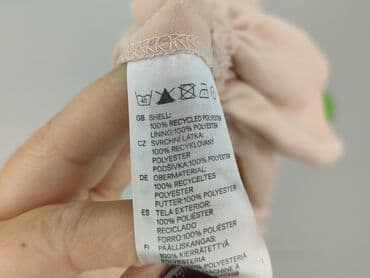 40
GB SHELL:
100% RECYCLED POLYESTER
LINING:100% POLYESTER
CZ SVRCHNÍ LÁTKA:
100% RECYKLOVANÝ
POLYESTER
PODŠÍVKA:100% POLYESTER
DE OBERMATERIAL:
100% RECYCELTES
POLYESTER
FUTTER:100% POLYESTER
ES TELA EXTERIOR:
100% POLIÉSTER
RECICLADO
FORRO:100% POLIÉSTER
FI PÄÄLLISKANGAS:
100% KIERRÄTETTYÄ